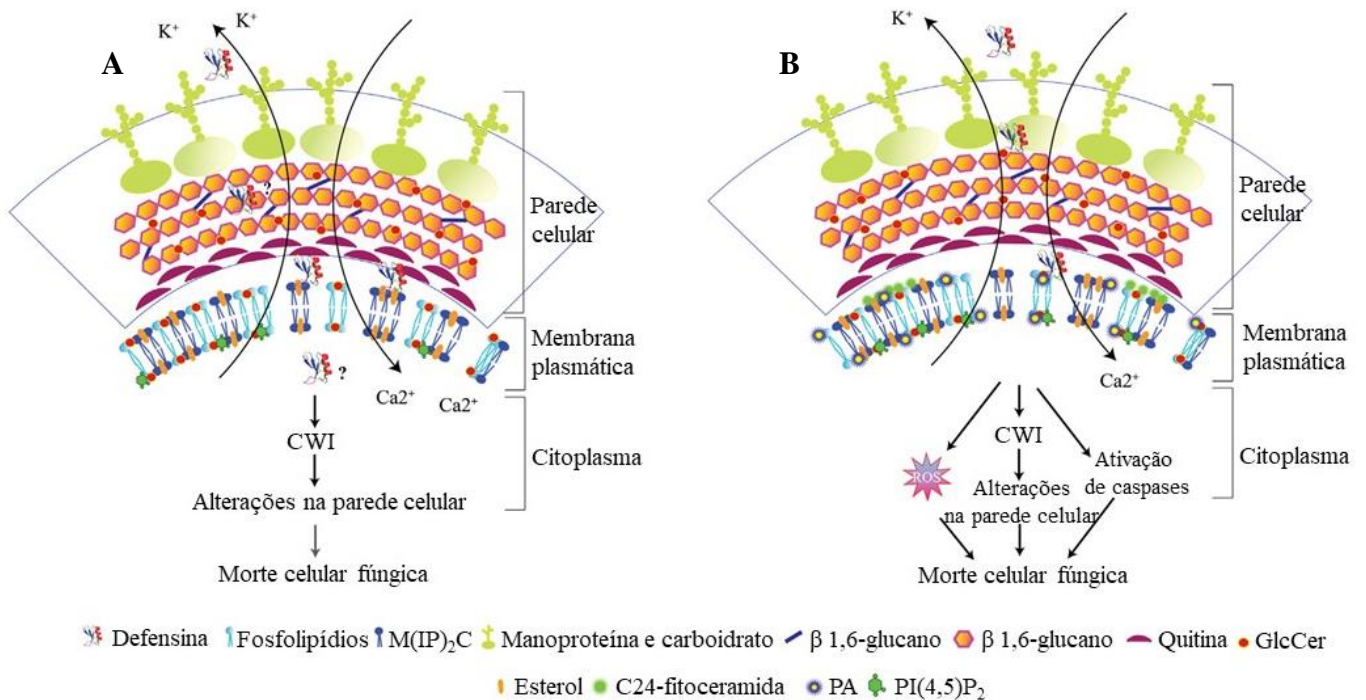 K⁺
K⁺
A
?
Parede
celular
Membrana
plasmática
?
Ca2⁺
Ca2⁺
CWI
Citoplasma
Alterações na parede celular
Morte celular fúngica
K⁺
B
Parede
celular
Membrana
plasmática
Ca2⁺
CWI
ROS
Ativação
de caspases
Citoplasma
Alterações
na parede celular
Morte celular fúngica
Defensina Fosfolipídios M(IP)₂C Manoproteína e carboidrato β 1,6-glucano β 1,6-glucano Quitina GlcCer
Esterol C24-fitoceramida PA PI(4,5)P₂